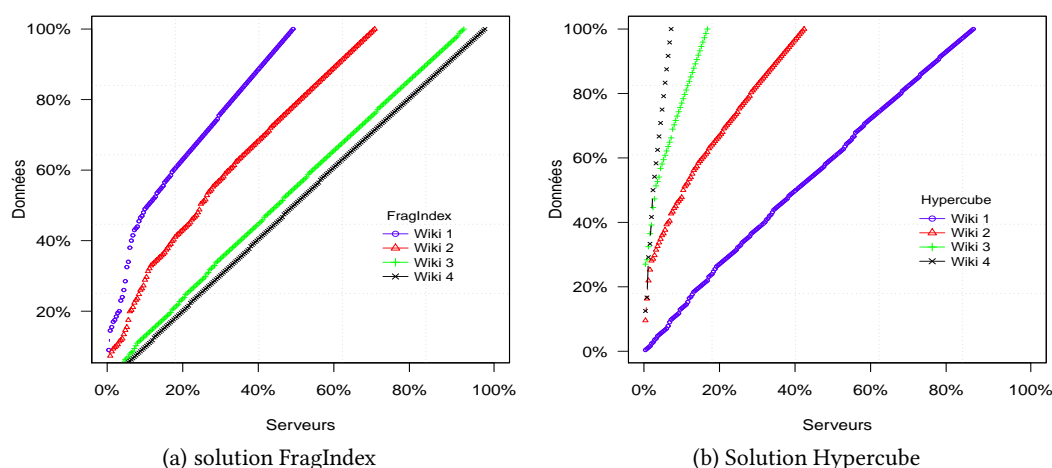 100%
80%
60%
40%
20%
Données
FragIndex
Wiki 1
Wiki 2
Wiki 3
Wiki 4
0% 20% 40% 60% 80% 100%
Serveurs
(a) solution FragIndex
100%
80%
60%
40%
20%
0%
Données
Hypercube
Wiki 1
Wiki 2
Wiki 3
Wiki 4
0% 20% 40% 60% 80% 100%
Serveurs
(b) Solution Hypercube